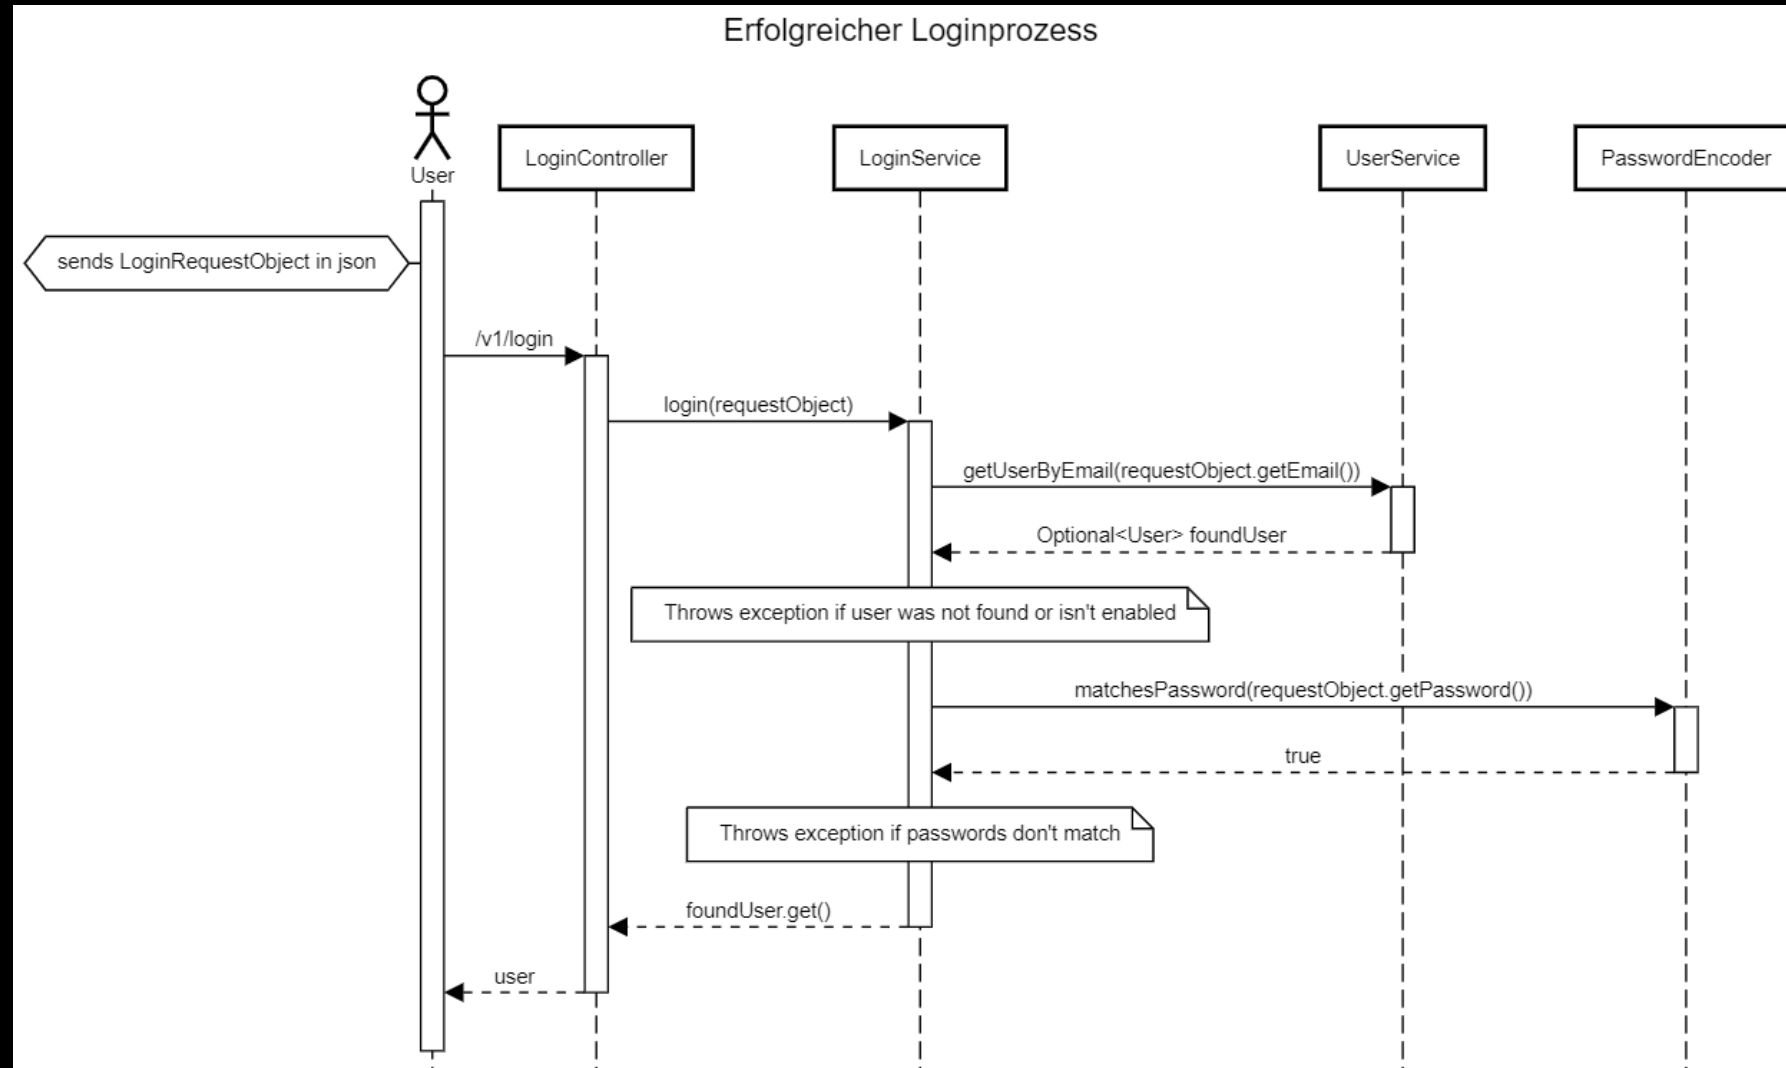 Erfolgreicher Loginprozess
User
LoginController
LoginService
UserService
PasswordEncoder
sends LoginRequestObject in json
/v1/login
login(requestObject)
getUserByEmail(requestObject.getEmail())
Optional<User> foundUser
Throws exception if user was not found or isn't enabled
matchesPassword(requestObject.getPassword())
true
Throws exception if passwords don't match
foundUser.get()
user